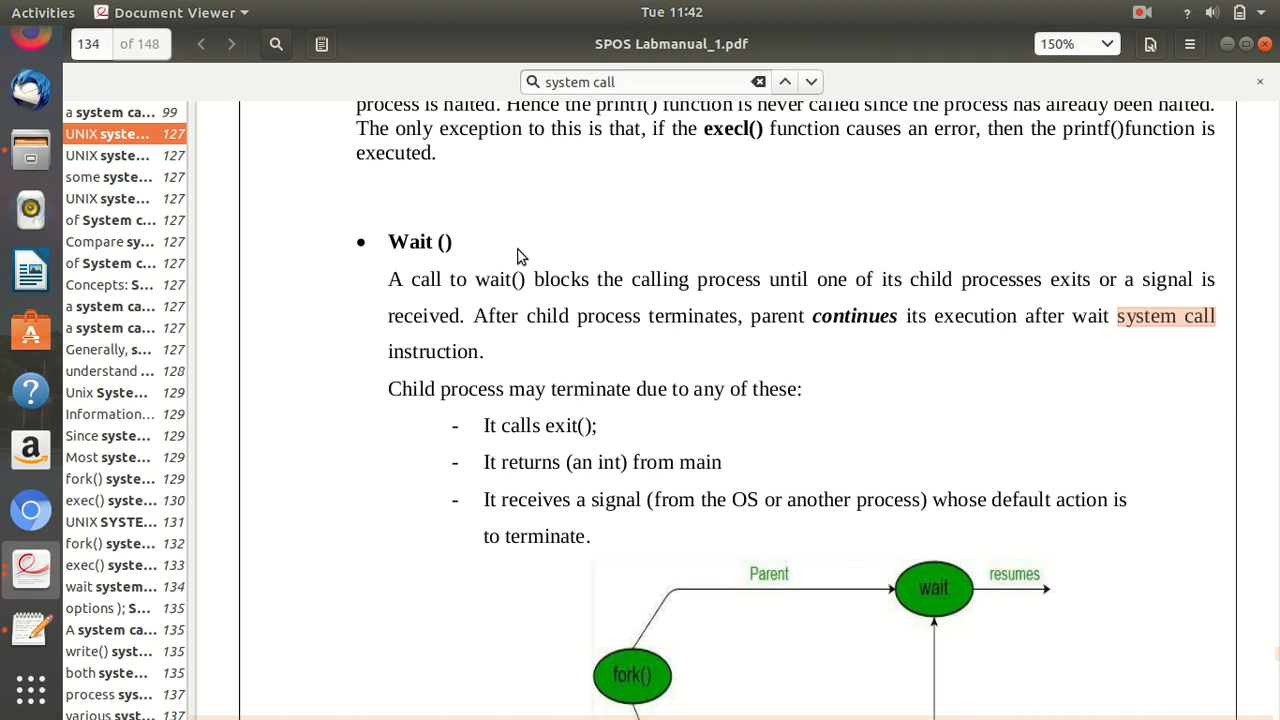 Activities
Document Viewer
Tue 11:42
?
134
of 148
SPOS Labmanual_1.pdf
150%
system call
a system ca... 99
UNIX syste... 127
UNIX syste... 127
some syste... 127
UNIX syste... 127
of System c... 127
Compare sy... 127
of System c... 127
Concepts: S... 127
a system ca... 127
a system ca... 127
Generally, s... 127
understand ... 128
Unix Syste... 129
Information... 129
Since syste... 129
Most syste... 129
fork() syste... 129
exec() syste... 130
UNIX SYSTE... 131
fork() syste... 132
exec() syste... 133
wait system... 134
options ); S... 135
A system ca... 135
write() syst... 135
both syste... 135
process sys... 137
various syst... 137
process is halted. Hence the printf() function is never called since the process has already been halted.
The only exception to this is that, if the execl() function causes an error, then the printf()function is
executed.
• Wait ()
A call to wait() blocks the calling process until one of its child processes exits or a signal is
received. After child process terminates, parent continues its execution after wait system call
instruction.
Child process may terminate due to any of these:
- It calls exit();
- It returns (an int) from main
- It receives a signal (from the OS or another process) whose default action is
to terminate.
Parent
wait
resumes
fork()